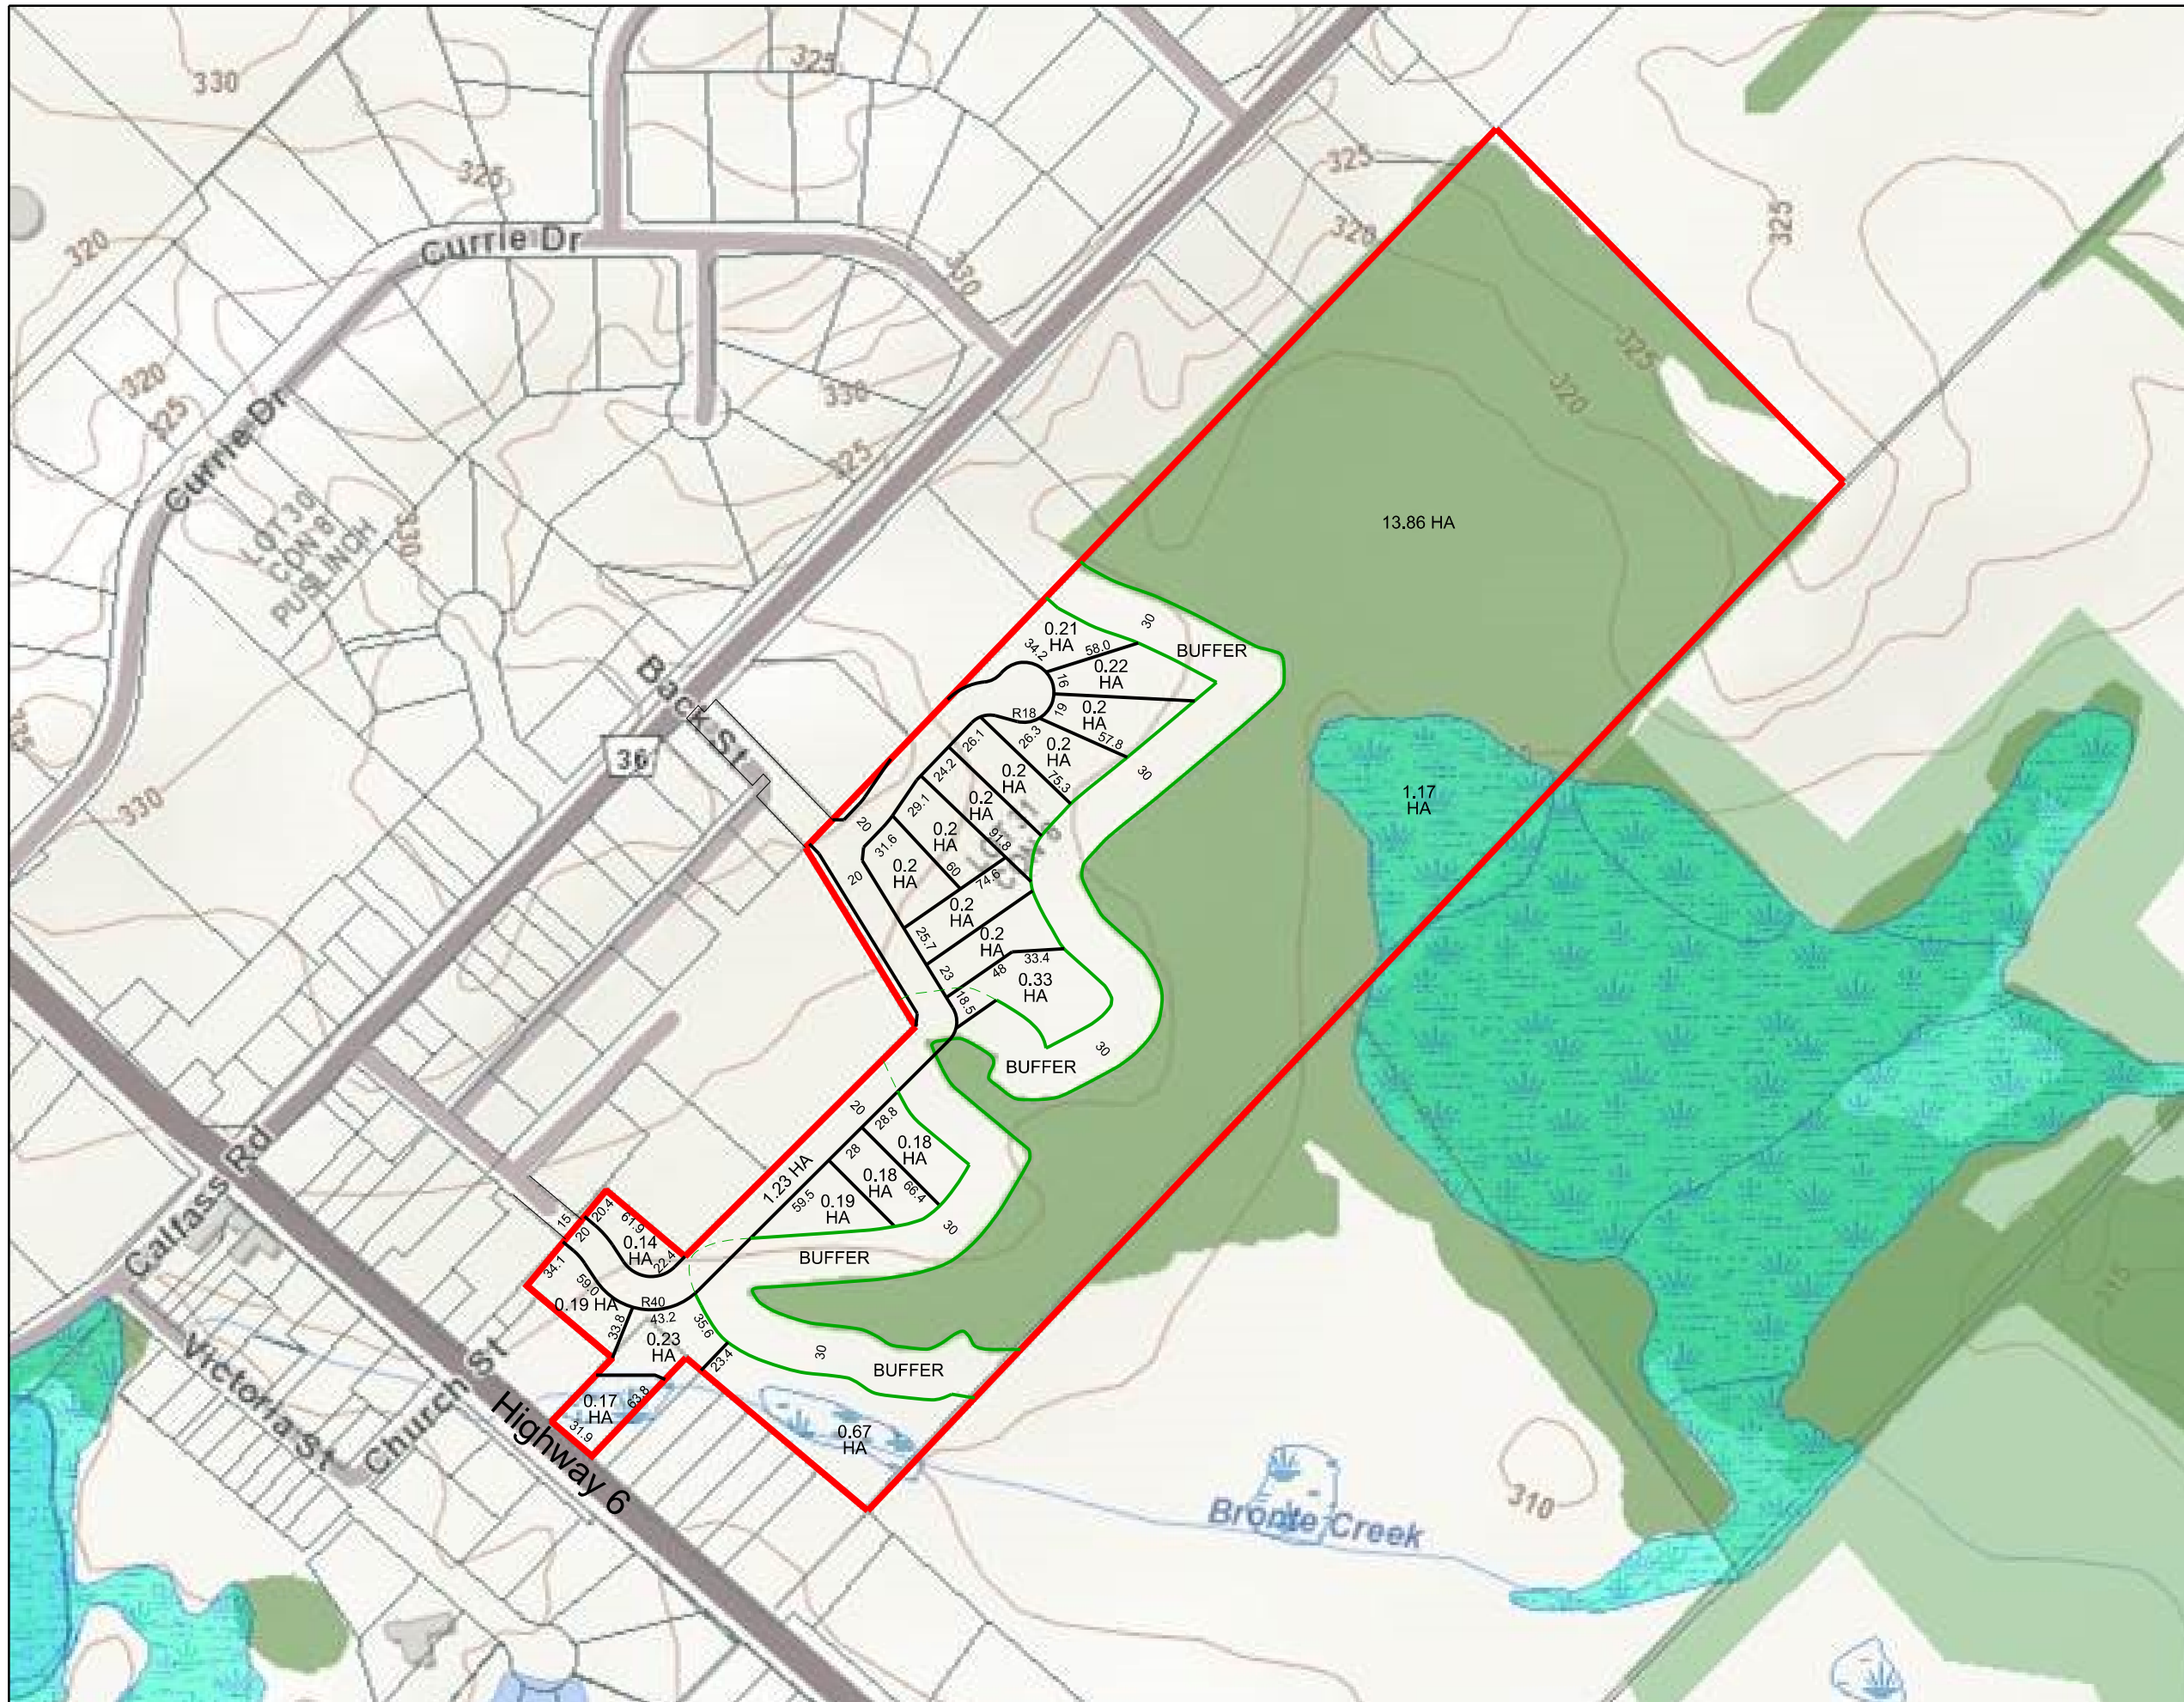 330
325
325
325
320
325
Currie Dr
320
330
325
320
325
330
320
325
Currie Dr
325
LOT 30
CON 8
PUSLINCH
330
13.86 HA
0.21
HA
30
58.0
34.2
BUFFER
0.22
HA
16
Back St
0.2
HA
19
R18
335
26.3
57.8
26.1
0.2
HA
36
24.2
0.2
HA
75.3
30
1.17
HA
330
29.1
0.2
HA
20
31.6
0.2
HA
91.8
0.2
HA
60
74.6
20
0.2
HA
25.7
0.2
HA
33.4
23
48
0.33
HA
18.5
30
BUFFER
20
28.8
0.18
HA
28
1.23 HA
0.18
HA
66.4
59.5
0.19
HA
Calfass Rd
15
20.4
61.9
20
0.14
HA
22.4
30
BUFFER
34.1
59.0
0.19 HA
R40
43.2
35.6
33.8
0.23
HA
23.4
30
BUFFER
Victoria St
Church St
0.17
HA
63.8
31.9
Highway 6
0.67
HA
310
Bronte Creek